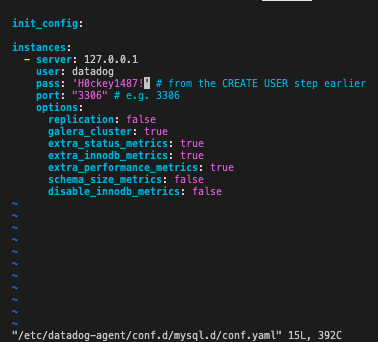 init_config:
instances:
- server: 127.0.0.1
user: datadog
pass: 'H0ckey1487!' # from the CREATE USER step earlier
port: "3306" # e.g. 3306
options:
replication: false
galera_cluster: true
extra_status_metrics: true
extra_innodb_metrics: true
extra_performance_metrics: true
schema_size_metrics: false
disable_innodb_metrics: false
~
~
~
~
~
~
~
~
~
~
~
"/etc/datadog-agent/conf.d/mysql.d/conf.yaml" 15L, 392C